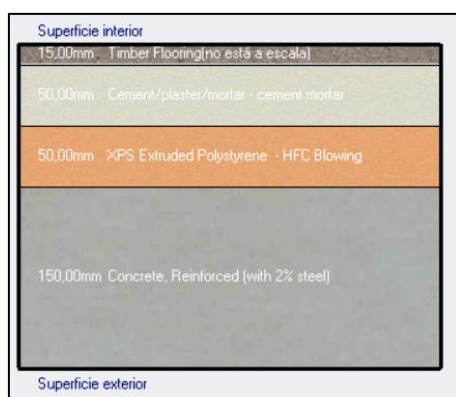 Superficie interior
15,00mm Timber Flooring(no está a escala)
50,00mm Cement/plaster/mortar - cement mortar
50,00mm XPS Extruded Polystyrene - HFC Blowing
150,00mm Concrete, Reinforced (with 2% steel)
Superficie exterior